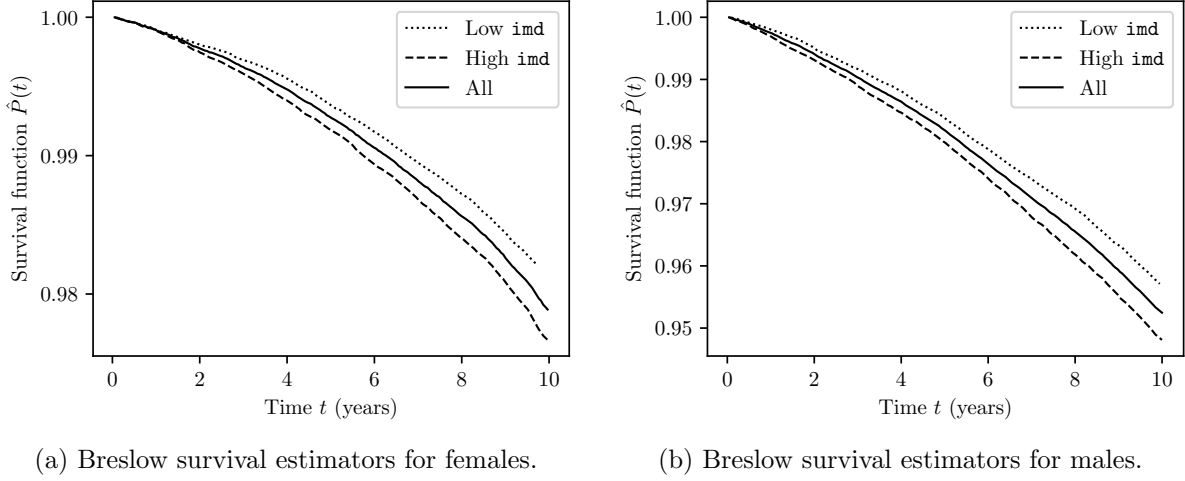 1.00
0.99
0.98
Survival function P̂(t)
0 2 4 6 8 10
Time t (years)
Low imd
High imd
All
(a) Breslow survival estimators for females.
1.00
0.99
0.98
0.97
0.96
0.95
Survival function P̂(t)
0 2 4 6 8 10
Time t (years)
Low imd
High imd
All
(b) Breslow survival estimators for males.